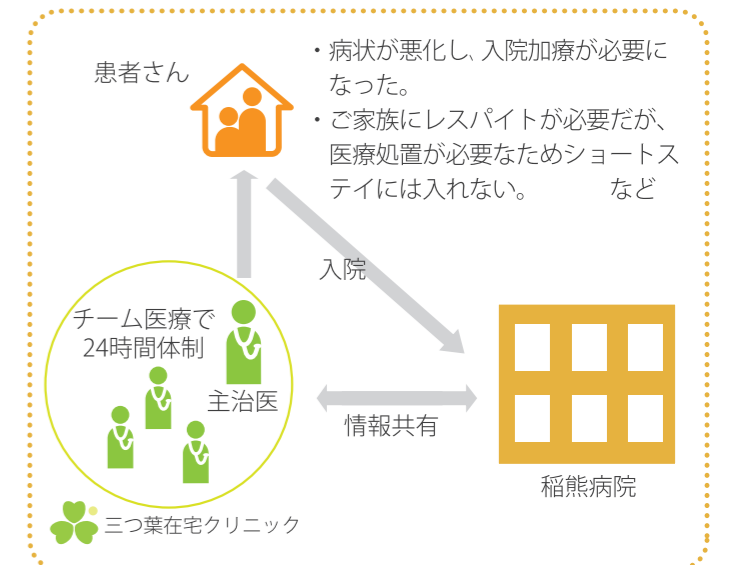 患者さん
・病状が悪化し、入院加療が必要に
なった。
・ご家族にレスパイトが必要だが、
医療処置が必要なためショートス
テイには入れない。 など
入院
チーム医療で
24時間体制
主治医
情報共有
稲熊病院
三つ葉在宅クリニック